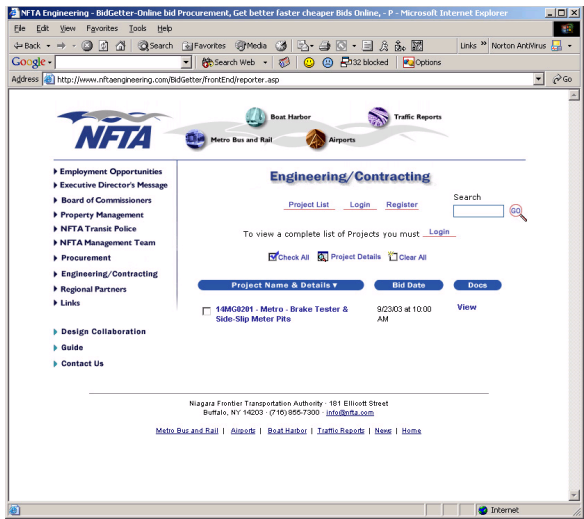 NFTA Engineering - BidGetter-Online bid Procurement, Get better faster cheaper Bids Online, - P - Microsoft Internet Explorer
File Edit View Favorites Tools Help
Back Search Favorites Media Links » Norton AntiVirus
Google Search Web 932 blocked Options
Address http://www.nftaengineering.com/BidGetter/frontEnd/reporter.asp Go
NFTA
Boat Harbor
Traffic Reports
Metro Bus and Rail
Airports
Employment Opportunities
Executive Director's Message
Board of Commissioners
Property Management
NFTA Transit Police
NFTA Management Team
Procurement
Engineering/Contracting
Regional Partners
Links
Design Collaboration
Guide
Contact Us
Engineering/Contracting
Project List Login Register
Search
GO
To view a complete list of Projects you must Login
Check All Project Details Clear All
Project Name & Details ▾ Bid Date Docs
14MG0201 - Metro - Brake Tester & Side-Slip Meter Pits
9/23/03 at 10:00 AM
View
Niagara Frontier Transportation Authority · 181 Ellicott Street
Buffalo, NY 14203 · (716) 855-7300 · info@nfta.com
Metro Bus and Rail | Airports | Boat Harbor | Traffic Reports | News | Home
Internet